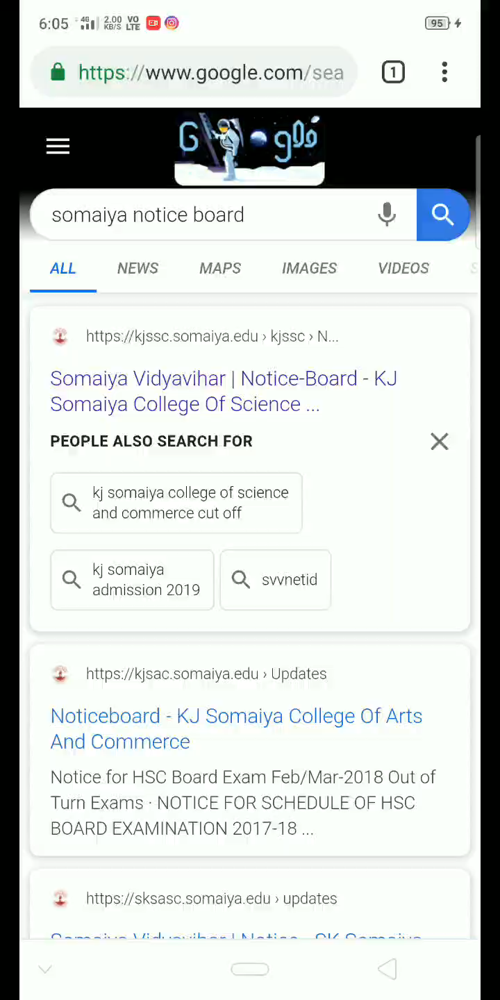 6:05 4G 2.00 KB/S VO LTE 95
https://www.google.com/sea 1
G gle
somaiya notice board
ALL NEWS MAPS IMAGES VIDEOS S
https://kjssc.somaiya.edu › kjssc › N...
Somaiya Vidyavihar | Notice-Board - KJ
Somaiya College Of Science ...
PEOPLE ALSO SEARCH FOR
kj somaiya college of science
and commerce cut off
kj somaiya
admission 2019
svvnetid
https://kjsac.somaiya.edu › Updates
Noticeboard - KJ Somaiya College Of Arts
And Commerce
Notice for HSC Board Exam Feb/Mar-2018 Out of
Turn Exams · NOTICE FOR SCHEDULE OF HSC
BOARD EXAMINATION 2017-18 ...
https://sksasc.somaiya.edu › updates
Somaiya Vidyavihar | Notice - SK Somaiya